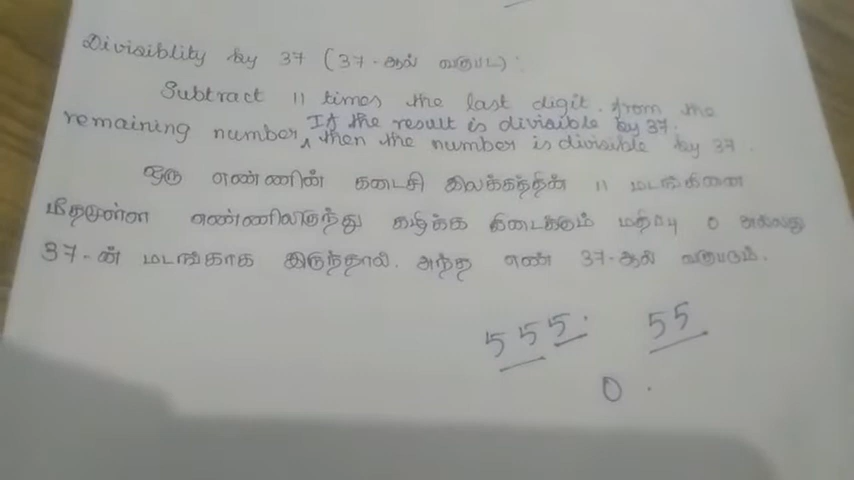 Divisiblity by 37 (37-ஆல் வகுபட):
Subtract 11 times the last digit from the
remaining number, If the result is divisible by 37.
then the number is divisible by 37.
ஒரு எண்ணின் கடைசி இலக்கத்தின் 11 மடங்கினை
மீதமுள்ள எண்ணிலிருந்து கழிக்க கிடைக்கும் மதிப்பு 0 அல்லது
37-ன் மடங்காக இருந்தால். அந்த எண் 37-ஆல் வகுபடும்.
555. 55
0.